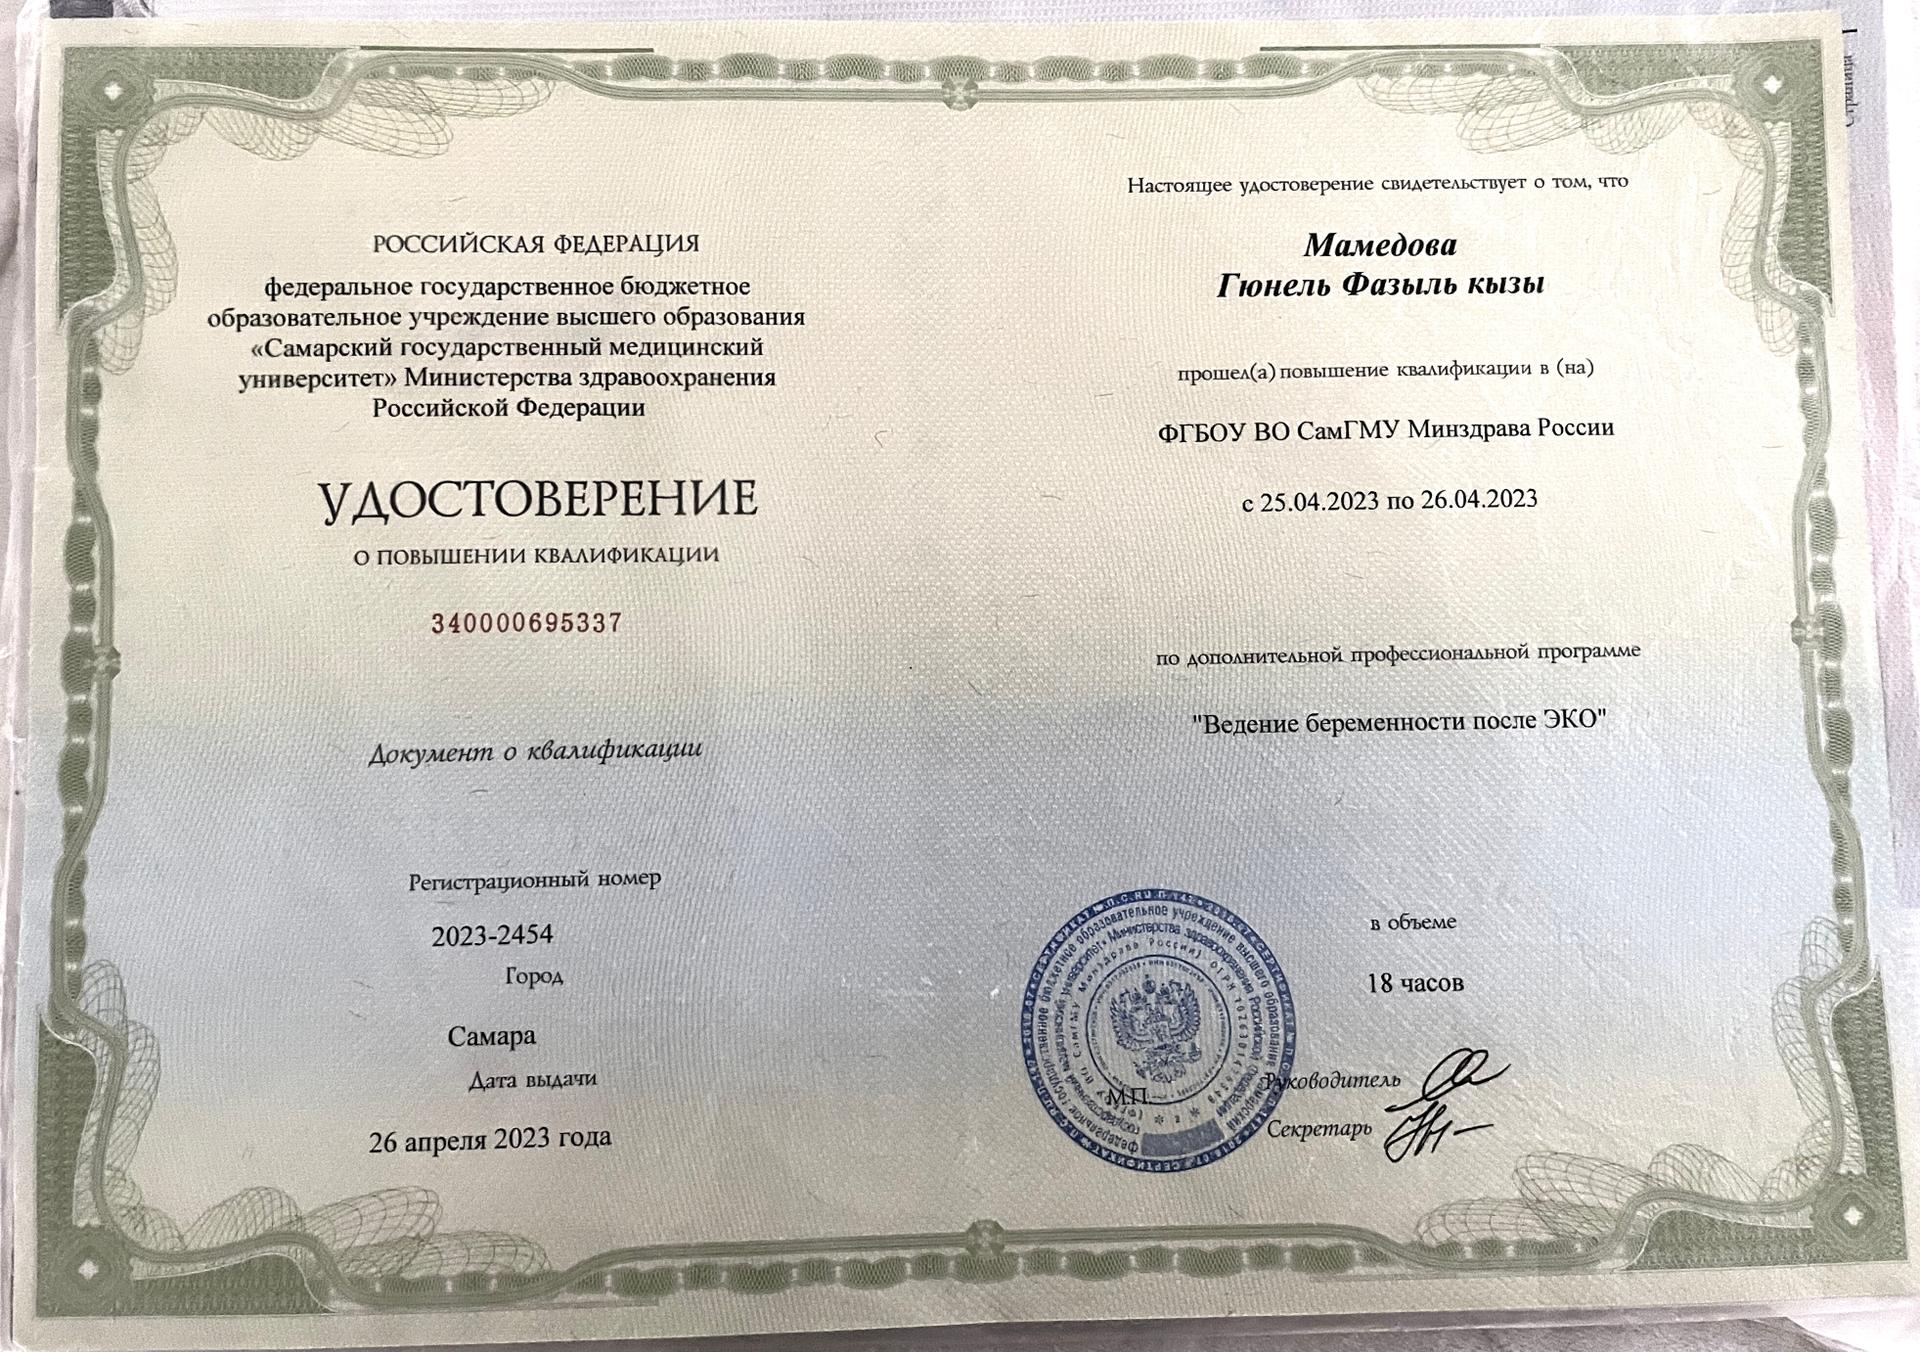 РОССИЙСКАЯ ФЕДЕРАЦИЯ
федеральное государственное бюджетное
образовательное учреждение высшего образования
«Самарский государственный медицинский
университет» Министерства здравоохранения
Российской Федерации
УДОСТОВЕРЕНИЕ
О ПОВЫШЕНИИ КВАЛИФИКАЦИИ
340000695337
Документ о квалификации
Регистрационный номер
2023-2454
Город
Самара
Дата выдачи
26 апреля 2023 года
Настоящее удостоверение свидетельствует о том, что
Мамедова
Гюнель Фазыль кызы
прошел(а) повышение квалификации в (на)
ФГБОУ ВО СамГМУ Минздрава России
с 25.04.2023 по 26.04.2023
по дополнительной профессиональной программе
"Ведение беременности после ЭКО"
в объеме
18 часов
М.П.
Руководитель
Секретарь
Страница 1